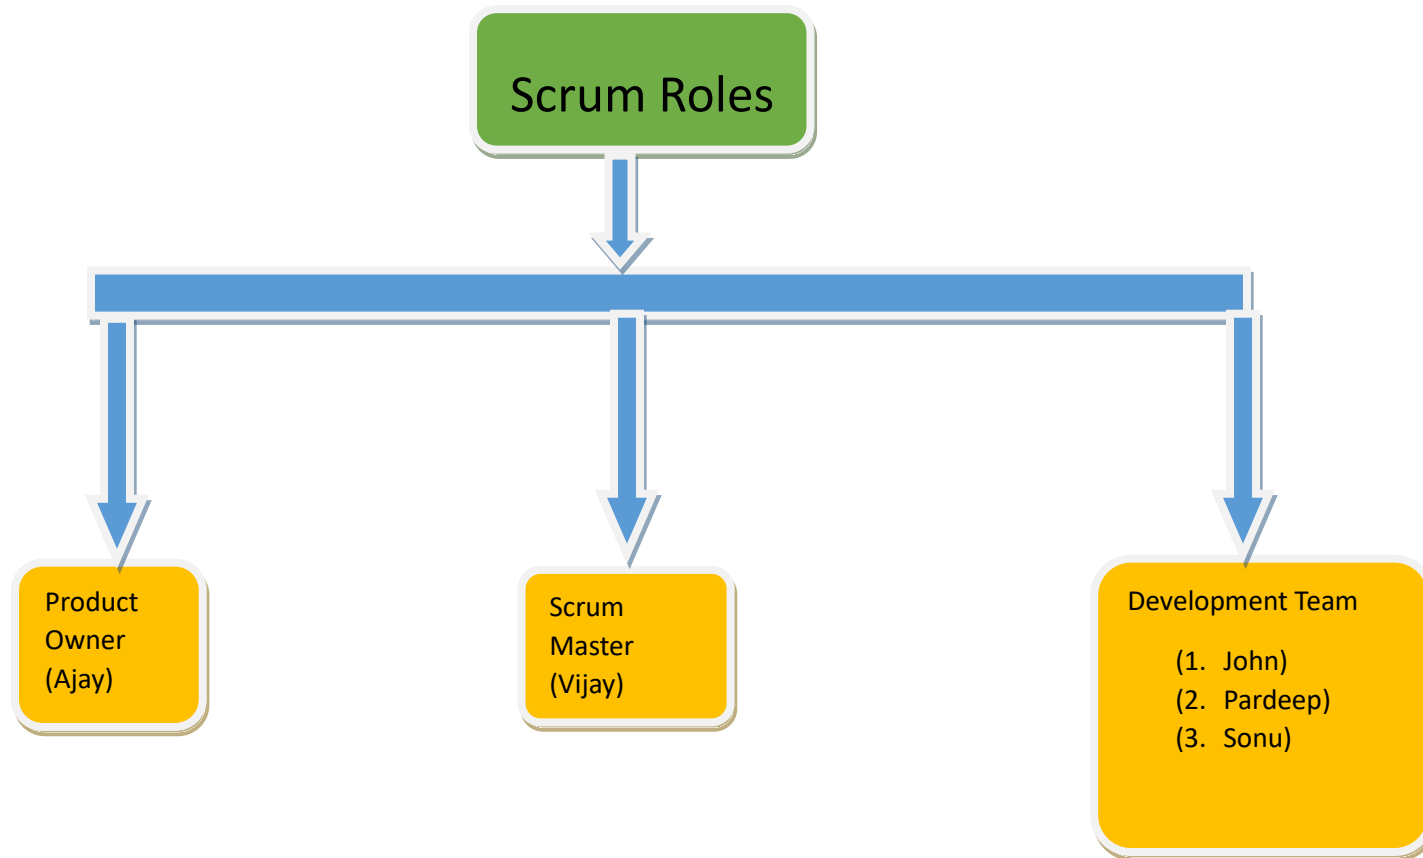 Scrum Roles
Product
Owner
(Ajay)
Scrum
Master
(Vijay)
Development Team
(1. John)
(2. Pardeep)
(3. Sonu)